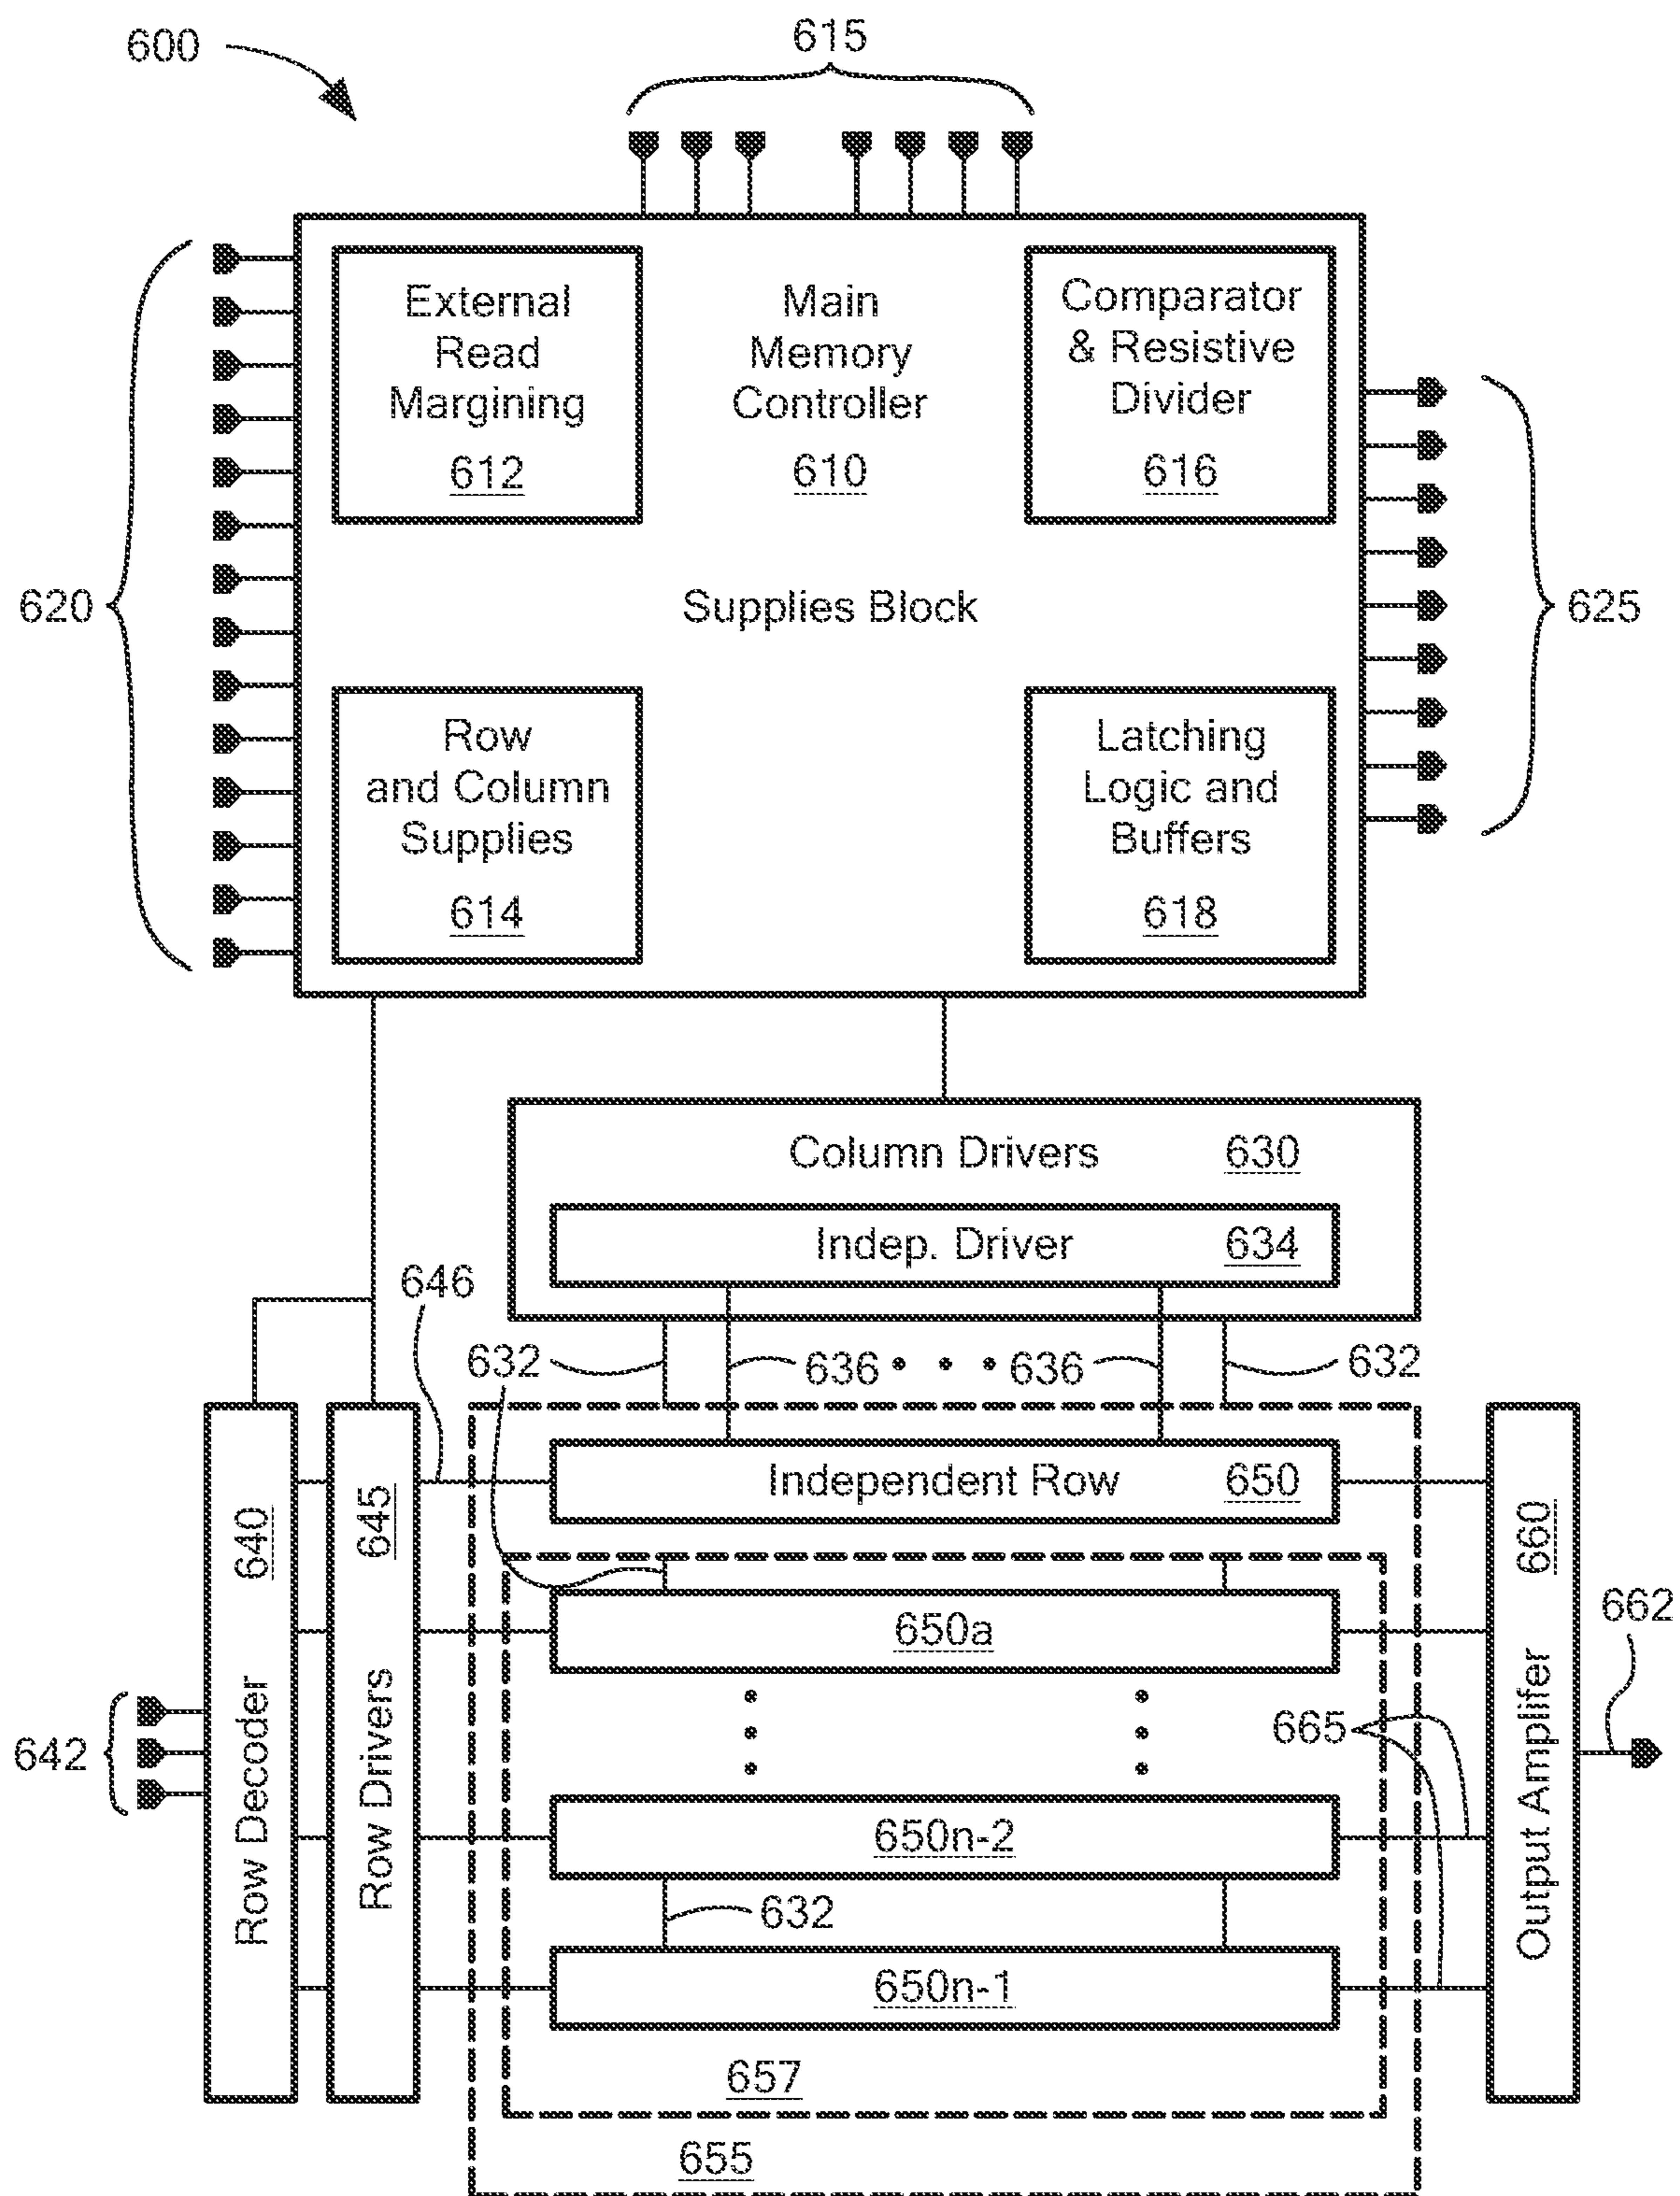 600
615
External
Read
Margining
612
Main
Memory
Controller
610
Comparator
& Resistive
Divider
616
620
Supplies Block
625
Row
and Column
Supplies
614
Latching
Logic and
Buffers
618
Column Drivers 630
Indep. Driver 634
646
632
636
636
632
Independent Row 650
Row Decoder 640
Row Drivers 645
650a
Output Amplifer 660
662
642
665
650n-2
632
650n-1
657
655